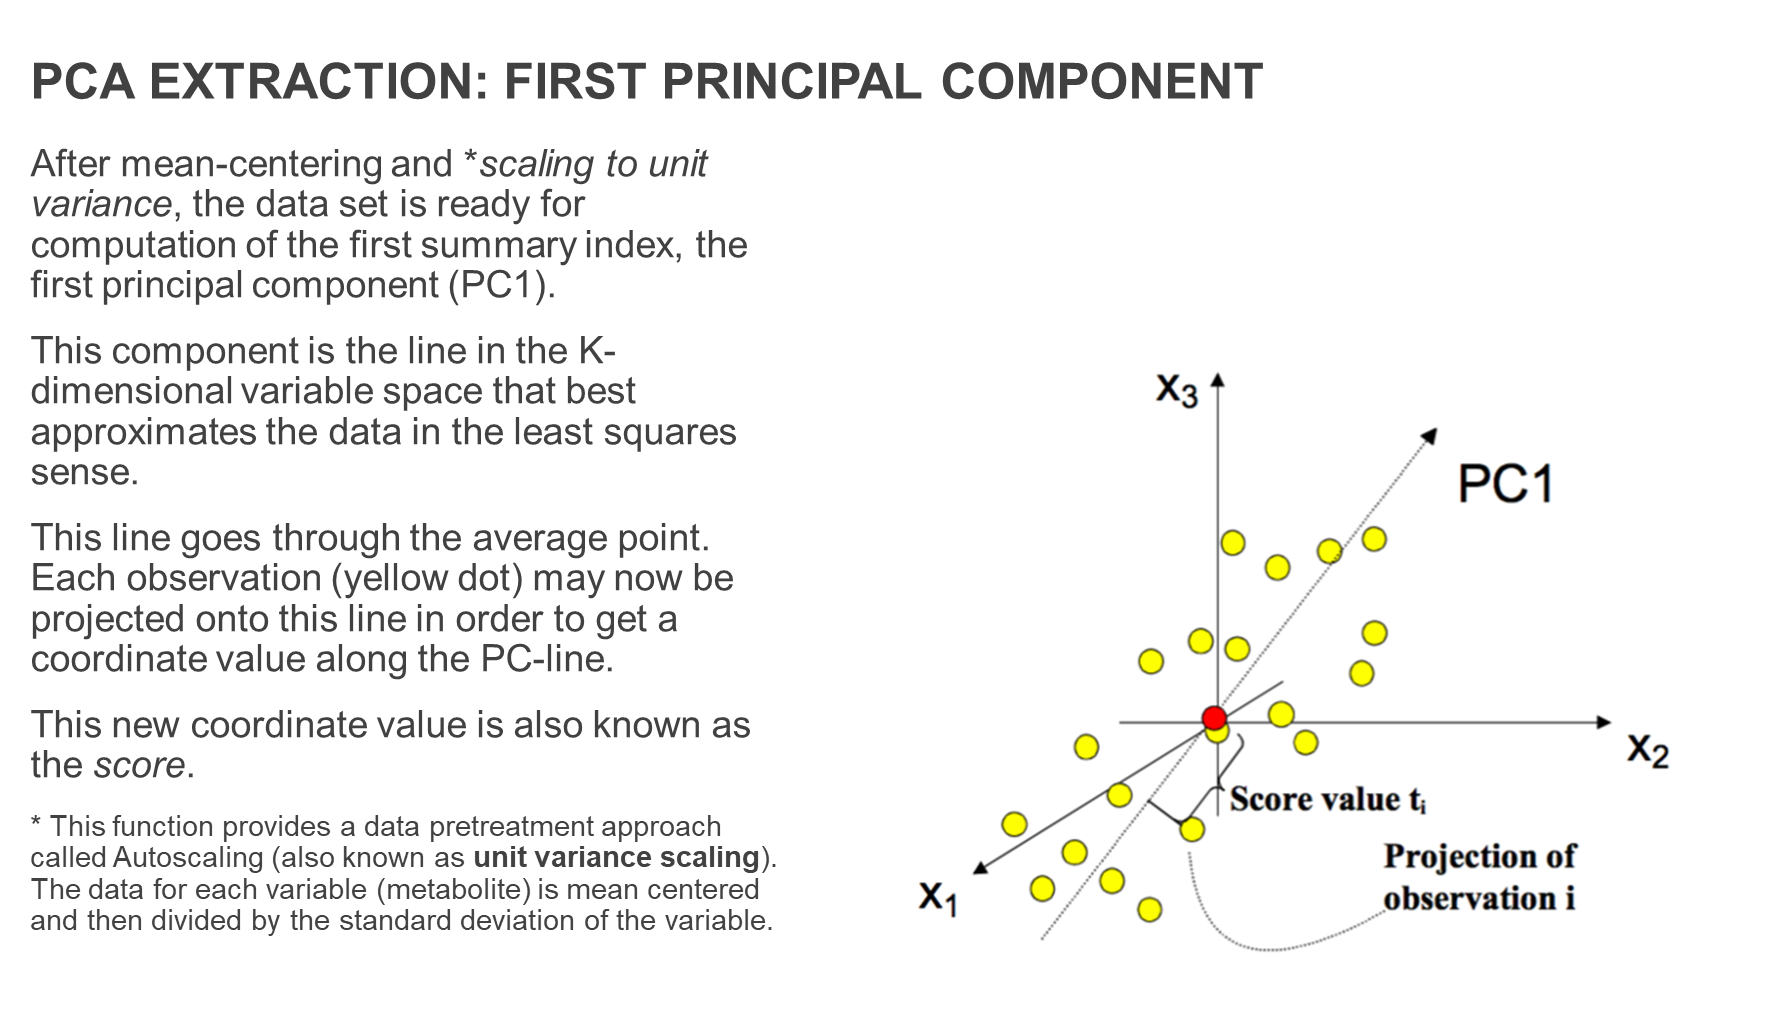 PCA EXTRACTION: FIRST PRINCIPAL COMPONENT
After mean-centering and *scaling to unit
variance, the data set is ready for
computation of the first summary index, the
first principal component (PC1).
This component is the line in the K-
dimensional variable space that best
approximates the data in the least squares
sense.
This line goes through the average point.
Each observation (yellow dot) may now be
projected onto this line in order to get a
coordinate value along the PC-line.
This new coordinate value is also known as
the score.
* This function provides a data pretreatment approach
called Autoscaling (also known as unit variance scaling).
The data for each variable (metabolite) is mean centered
and then divided by the standard deviation of the variable.
X3
PC1
X2
Score value ti
Projection of
observation i
X1